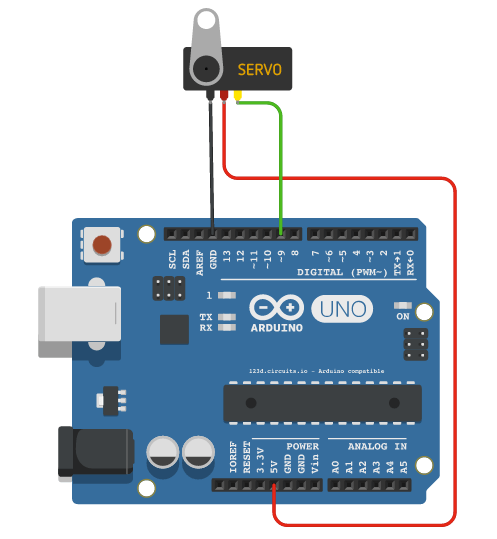 SERVO
SCL
SDA
AREF
GND
13
12
~11
~10
~9
8
7
~6
~5
~4
~3
2
TX→1
RX←0
DIGITAL (PWM~)
1
TX
RX
ARDUINO
UNO
ON
123d.circuits.io - Arduino compatible
POWER
ANALOG IN
IOREF
RESET
3.3V
5V
GND
GND
Vin
A0
A1
A2
A3
A4
A5